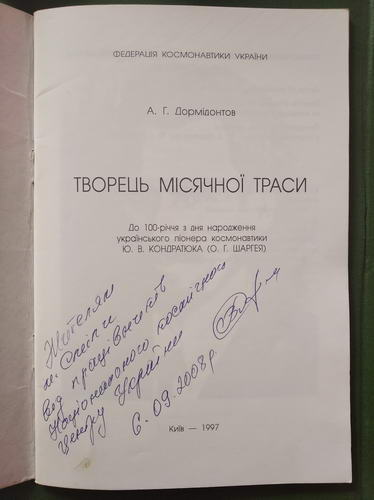 ФЕДЕРАЦІЯ КОСМОНАВТИКИ УКРАЇНИ
А. Г. Дормідонтов
ТВОРЕЦЬ МІСЯЧНОЇ ТРАСИ
До 100-річчя з дня народження
українського піонера космонавтики
Ю. В. КОНДРАТЮКА (О. Г. ШАРГЕЯ)
Жителям
м.
від працівників
Національного космічного
центру України
6.09.2008р.
Київ — 1997